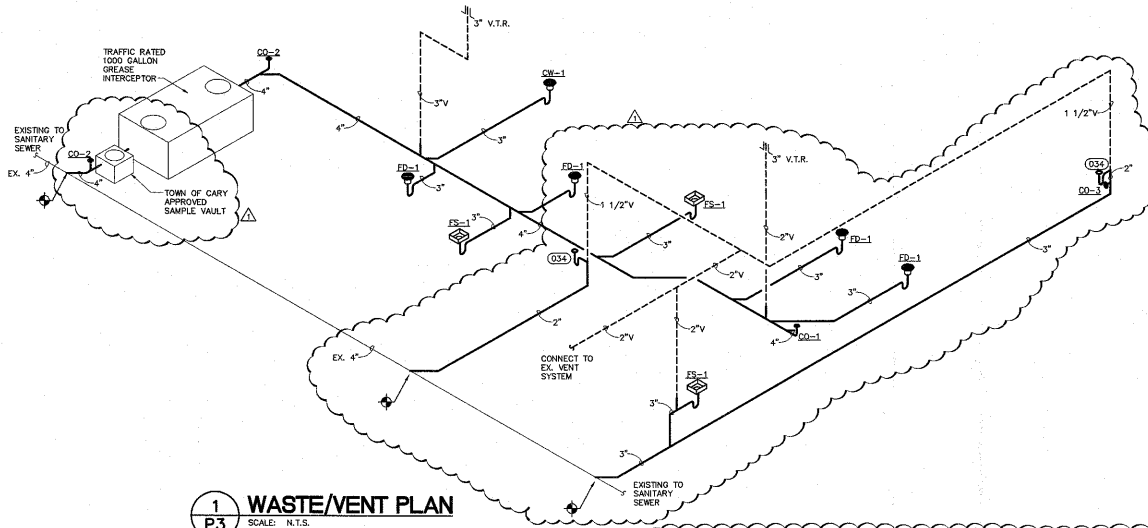 3" V.T.R.
TRAFFIC RATED
1000 GALLON
GREASE
INTERCEPTOR
CO-2
4"
CW-1
3"V
4"
3"
EXISTING TO
SANITARY
SEWER
CO-2
EX. 4"
4"
TOWN OF CARY
APPROVED
SAMPLE VAULT
1
FD-1
3"
1
FD-1
3" V.T.R.
1 1/2"V
034
2"
CO-3
FS-1
3"
FS-1
4"
1 1/2"V
3"
2"V
FD-1
3"
034
2"V
3"
FD-1
3"
2"
2"V
2"V
4"
CO-1
EX. 4"
CONNECT TO
EX. VENT
SYSTEM
FS-1
3"
3"
EXISTING TO
SANITARY
SEWER
1
P3
WASTE/VENT PLAN
SCALE: N.T.S.